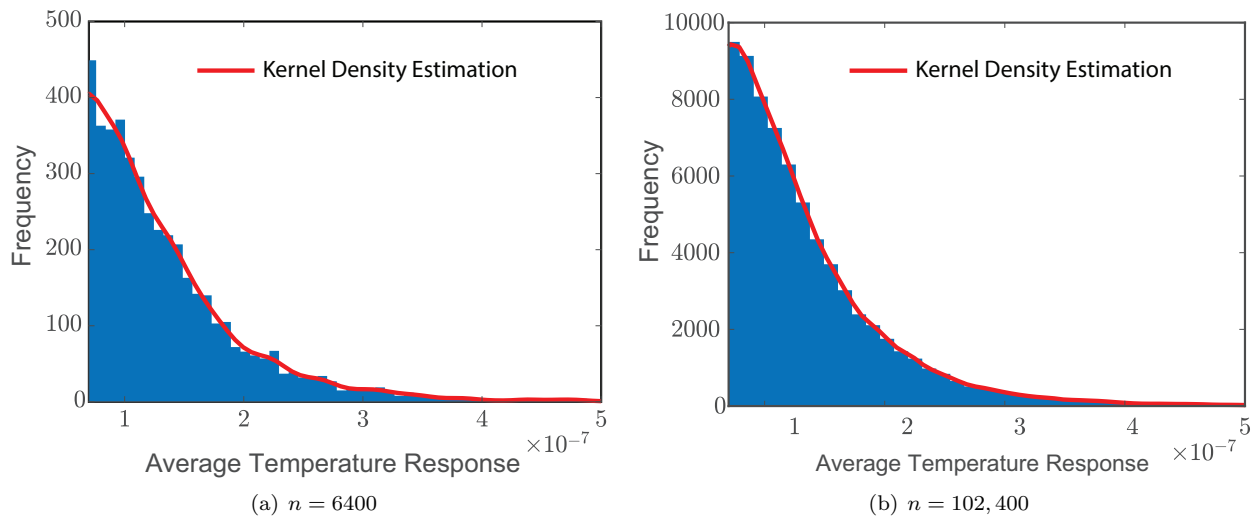 500
400
300
200
100
0
Frequency
Kernel Density Estimation
1 2 3 4 5
×10⁻⁷
Average Temperature Response
(a) n = 6400
10000
8000
6000
4000
2000
0
Frequency
Kernel Density Estimation
1 2 3 4 5
×10⁻⁷
Average Temperature Response
(b) n = 102, 400